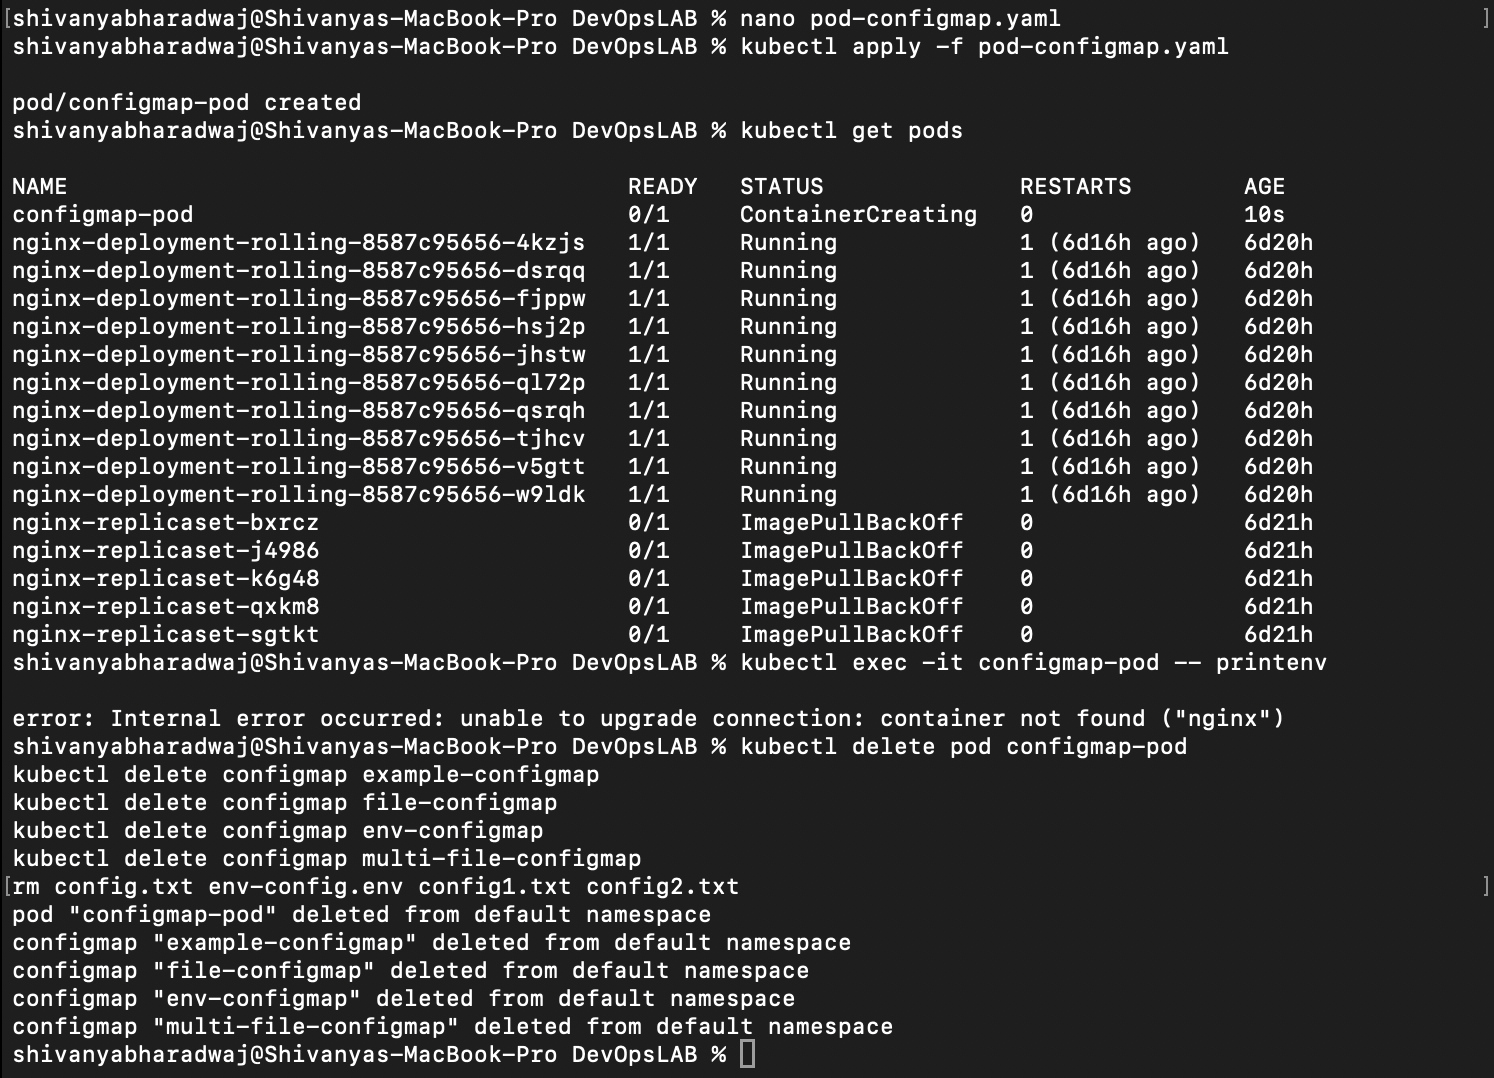 [shivanyabharadwaj@Shivanyas-MacBook-Pro DevOpsLAB % nano pod-configmap.yaml ]
shivanyabharadwaj@Shivanyas-MacBook-Pro DevOpsLAB % kubectl apply -f pod-configmap.yaml
pod/configmap-pod created
shivanyabharadwaj@Shivanyas-MacBook-Pro DevOpsLAB % kubectl get pods
NAME READY STATUS RESTARTS AGE
configmap-pod 0/1 ContainerCreating 0 10s
nginx-deployment-rolling-8587c95656-4kzjs 1/1 Running 1 (6d16h ago) 6d20h
nginx-deployment-rolling-8587c95656-dsrqq 1/1 Running 1 (6d16h ago) 6d20h
nginx-deployment-rolling-8587c95656-fjppw 1/1 Running 1 (6d16h ago) 6d20h
nginx-deployment-rolling-8587c95656-hsj2p 1/1 Running 1 (6d16h ago) 6d20h
nginx-deployment-rolling-8587c95656-jhstw 1/1 Running 1 (6d16h ago) 6d20h
nginx-deployment-rolling-8587c95656-ql72p 1/1 Running 1 (6d16h ago) 6d20h
nginx-deployment-rolling-8587c95656-qsrqh 1/1 Running 1 (6d16h ago) 6d20h
nginx-deployment-rolling-8587c95656-tjhcv 1/1 Running 1 (6d16h ago) 6d20h
nginx-deployment-rolling-8587c95656-v5gtt 1/1 Running 1 (6d16h ago) 6d20h
nginx-deployment-rolling-8587c95656-w9ldk 1/1 Running 1 (6d16h ago) 6d20h
nginx-replicaset-bxrcz 0/1 ImagePullBackOff 0 6d21h
nginx-replicaset-j4986 0/1 ImagePullBackOff 0 6d21h
nginx-replicaset-k6g48 0/1 ImagePullBackOff 0 6d21h
nginx-replicaset-qxkm8 0/1 ImagePullBackOff 0 6d21h
nginx-replicaset-sgtkt 0/1 ImagePullBackOff 0 6d21h
shivanyabharadwaj@Shivanyas-MacBook-Pro DevOpsLAB % kubectl exec -it configmap-pod -- printenv
error: Internal error occurred: unable to upgrade connection: container not found ("nginx")
shivanyabharadwaj@Shivanyas-MacBook-Pro DevOpsLAB % kubectl delete pod configmap-pod
kubectl delete configmap example-configmap
kubectl delete configmap file-configmap
kubectl delete configmap env-configmap
kubectl delete configmap multi-file-configmap
[rm config.txt env-config.env config1.txt config2.txt ]
pod "configmap-pod" deleted from default namespace
configmap "example-configmap" deleted from default namespace
configmap "file-configmap" deleted from default namespace
configmap "env-configmap" deleted from default namespace
configmap "multi-file-configmap" deleted from default namespace
shivanyabharadwaj@Shivanyas-MacBook-Pro DevOpsLAB %